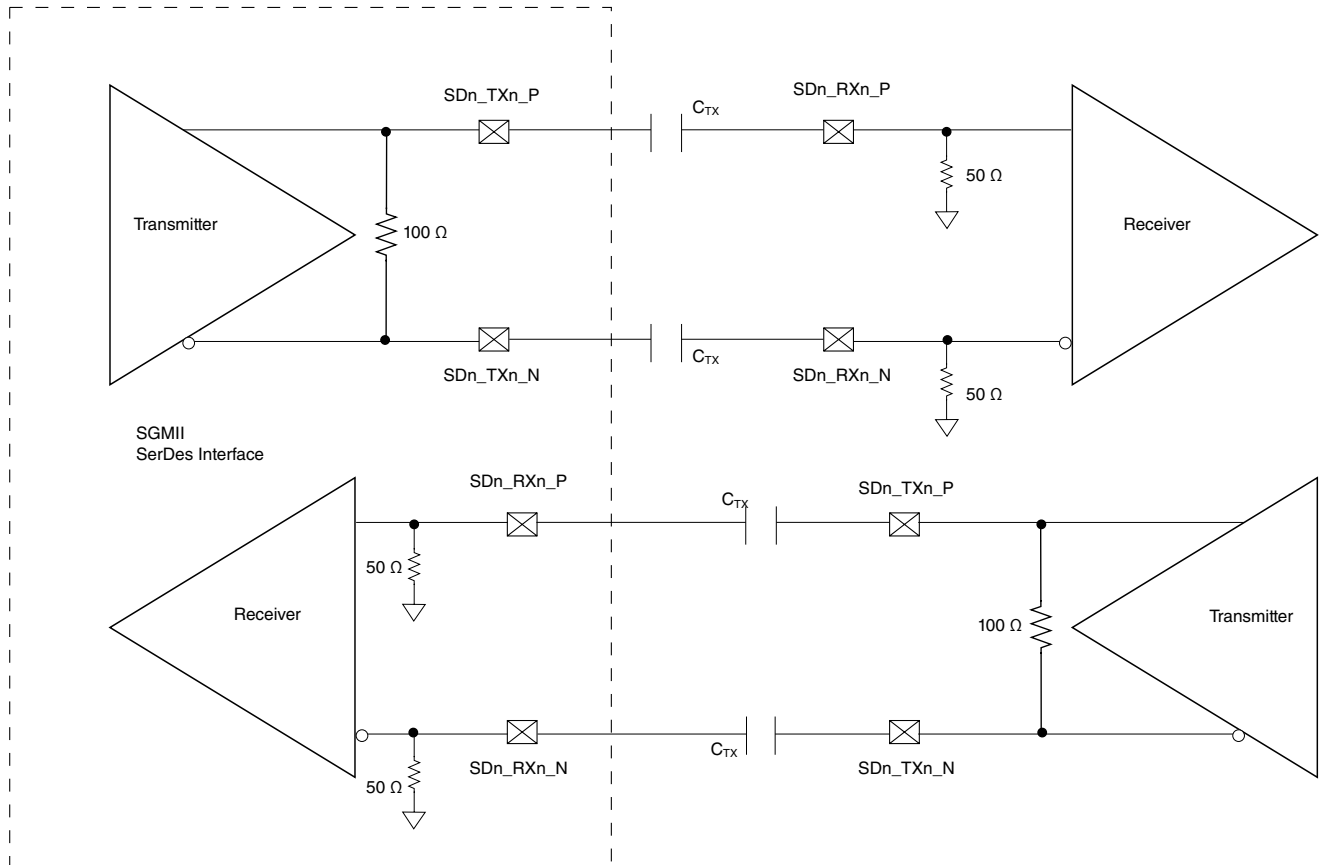 SDn_TXn_P
C_TX
SDn_RXn_P
50 Ω
Transmitter
100 Ω
Receiver
C_TX
SDn_TXn_N
SDn_RXn_N
50 Ω
SGMII
SerDes Interface
SDn_RXn_P
C_TX
SDn_TXn_P
50 Ω
Receiver
100 Ω
Transmitter
C_TX
SDn_RXn_N
SDn_TXn_N
50 Ω